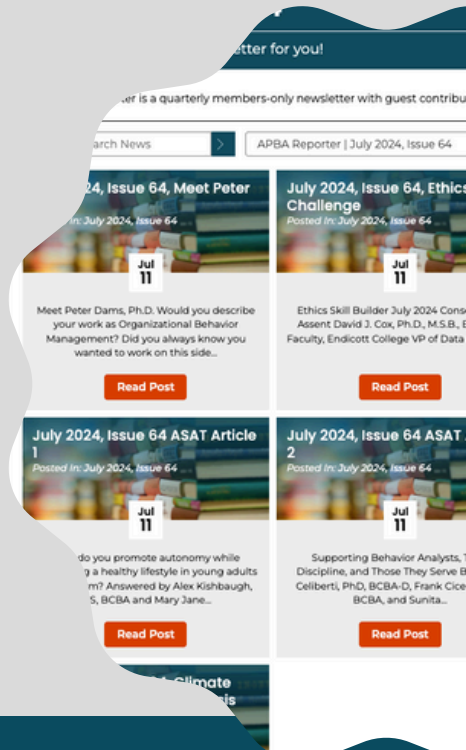 for you!
is a quarterly members-only newsletter with guest
News
APBA Reporter | July 2024, Issue 64
Issue 64, Meet Peter
In: July 2024, Issue 64
Jul
11
Meet Peter Dams, Ph.D. Would you describe
your work as Organizational Behavior
Management? Did you always know you
wanted to work on this side...
Read Post
July 2024, Issue 64, Ethics
Challenge
Posted In: July 2024, Issue 64
Jul
11
Ethics Skill Builder July 2024
Assent David J. Cox, Ph.D., M.S.B.,
Faculty, Endicott College VP of Data
Read Post
July 2024, Issue 64 ASAT Article
1
Posted In: July 2024, Issue 64
Jul
11
do you promote autonomy while
a healthy lifestyle in young adults
Answered by Alex Kishbaugh,
BCBA and Mary Jane...
Read Post
July 2024, Issue 64 ASAT
2
Posted In: July 2024, Issue 64
Jul
11
Supporting Behavior Analysts,
Discipline, and Those They Serve
Celiberti, PhD, BCBA-D, Frank
BCBA, and Sunita...
Read Post
Climate